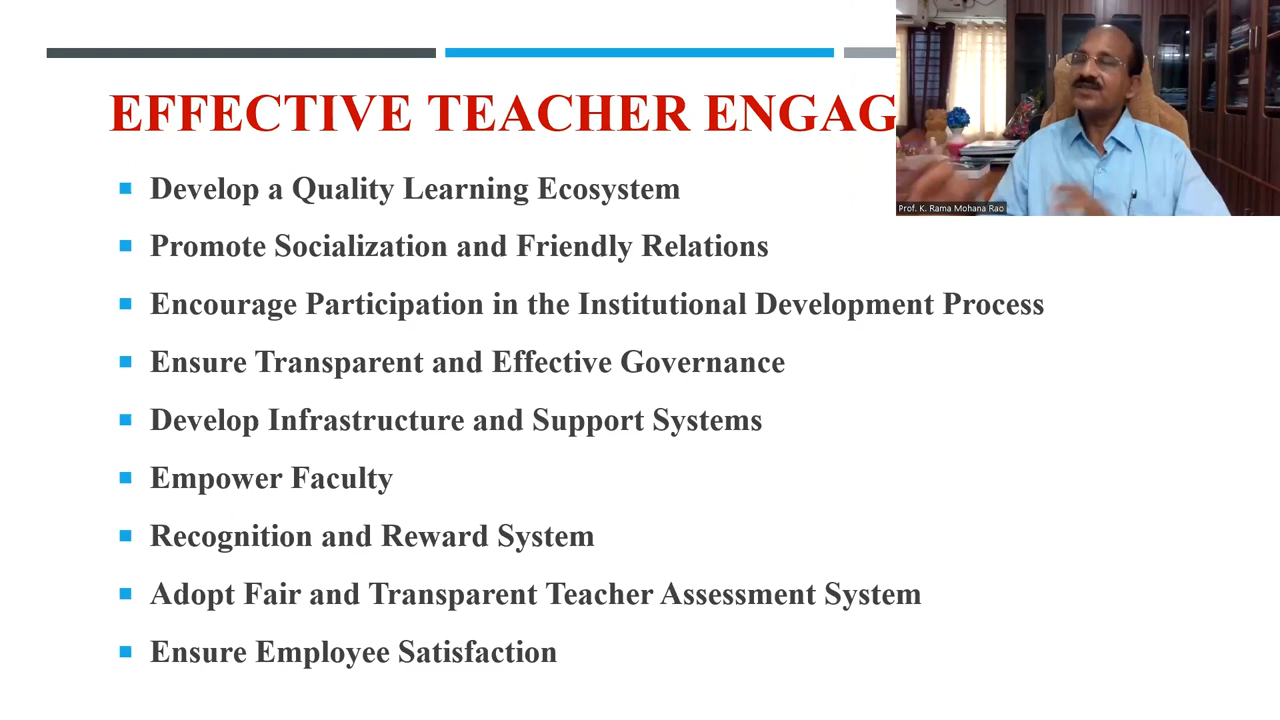 EFFECTIVE TEACHER ENGAG
Prof. K. Rama Mohana Rao
Develop a Quality Learning Ecosystem
Promote Socialization and Friendly Relations
Encourage Participation in the Institutional Development Process
Ensure Transparent and Effective Governance
Develop Infrastructure and Support Systems
Empower Faculty
Recognition and Reward System
Adopt Fair and Transparent Teacher Assessment System
Ensure Employee Satisfaction